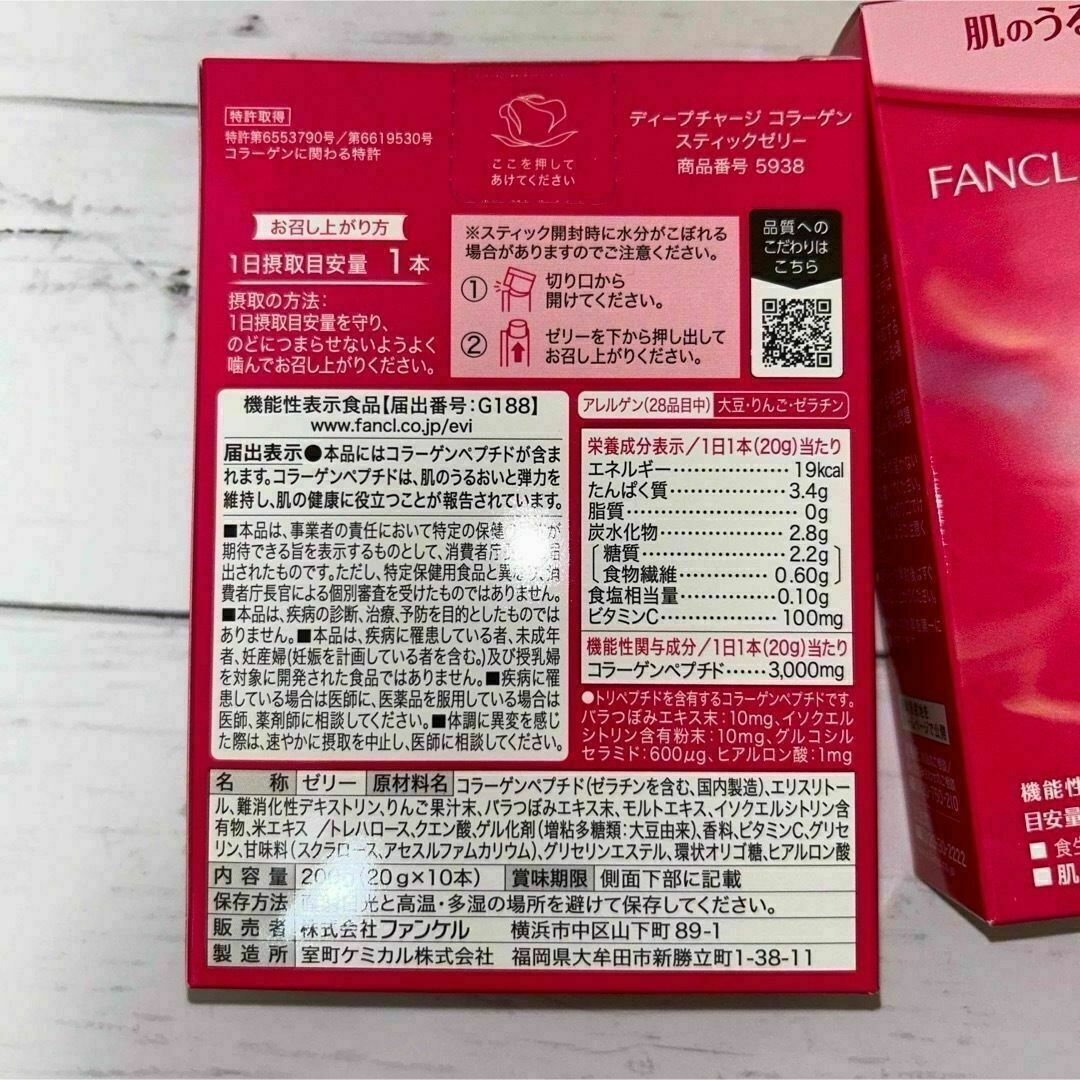 特許取得
特許第6553790号/第6619530号
コラーゲンに関わる特許
ここを押して
あけてください
ディープチャージ コラーゲン
スティックゼリー
商品番号 5938
お召し上がり方
1日摂取目安量 1本
摂取の方法:
1日摂取目安量を守り、
のどにつまらせないようよく
噛んでお召し上がりください。
※スティック開封時に水分がこぼれる
場合がありますのでご注意ください。
① 切り口から
開けてください。
② ゼリーを下から押し出して
お召し上がりください。
品質への
こだわりは
こちら
機能性表示食品【届出番号:G188】
www.fancl.co.jp/evi
届出表示●本品にはコラーゲンペプチドが含ま
れます。コラーゲンペプチドは、肌のうるおいと弾力を
維持し、肌の健康に役立つことが報告されています。
■本品は、事業者の責任において特定の保健
期待できる旨を表示するものとして、消費者庁
出されたものです。ただし、特定保健用食品と異なり、消
費者庁長官による個別審査を受けたものではありません。
■本品は、疾病の診断、治療、予防を目的としたものでは
ありません。■本品は、疾病に罹患している者、未成年
者、妊産婦(妊娠を計画している者を含む。)及び授乳婦
を対象に開発された食品ではありません。■疾病に罹
患している場合は医師に、医薬品を服用している場合は
医師、薬剤師に相談してください。■体調に異変を感じ
た際は、速やかに摂取を中止し、医師に相談してください。
アレルゲン(28品目中) 大豆・りんご・ゼラチン
栄養成分表示/1日1本(20g)当たり
エネルギー…………19kcal
たんぱく質…………3.4g
脂質…………0g
炭水化物…………2.8g
糖質…………2.2g
食物繊維…………0.60g
食塩相当量…………0.10g
ビタミンC…………100mg
機能性関与成分/1日1本(20g)当たり
コラーゲンペプチド……3,000mg
●トリペプチドを含有するコラーゲンペプチドです。
バラつぼみエキス末:10mg、イソクエル
シトリン含有粉末:10mg、グルコシル
セラミド:600μg、ヒアルロン酸:1mg
名 称 ゼリー 原材料名 コラーゲンペプチド(ゼラチンを含む、国内製造)、エリスリトー
ル、難消化性デキストリン、りんご果汁末、バラつぼみエキス末、モルトエキス、イソクエルシトリン含
有物、米エキス/トレハロース、クエン酸、ゲル化剤(増粘多糖類:大豆由来)、香料、ビタミンC、グリセ
リン、甘味料(スクラロース、アセスルファムカリウム)、グリセリンエステル、環状オリゴ糖、ヒアルロン酸
内容量 200g(20g×10本) 賞味期限 側面下部に記載
保存方法 光と高温・多湿の場所を避けて保存してください。
販売者 株式会社ファンケル 横浜市中区山下町89-1
製造所 室町ケミカル株式会社 福岡県大牟田市新勝立町1-38-11
肌のうる
FANCL
機能性
目安量
■食生
■肌